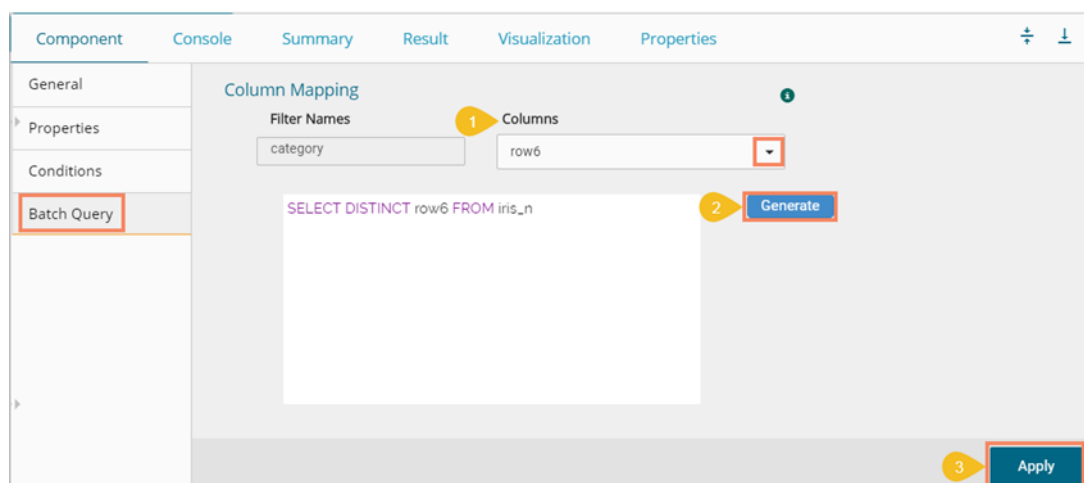 Component Console Summary Result Visualization Properties
General
Properties
Conditions
Batch Query
Column Mapping
Filter Names
1 Columns
category
row6
SELECT DISTINCT row6 FROM iris_n
2 Generate
3 Apply